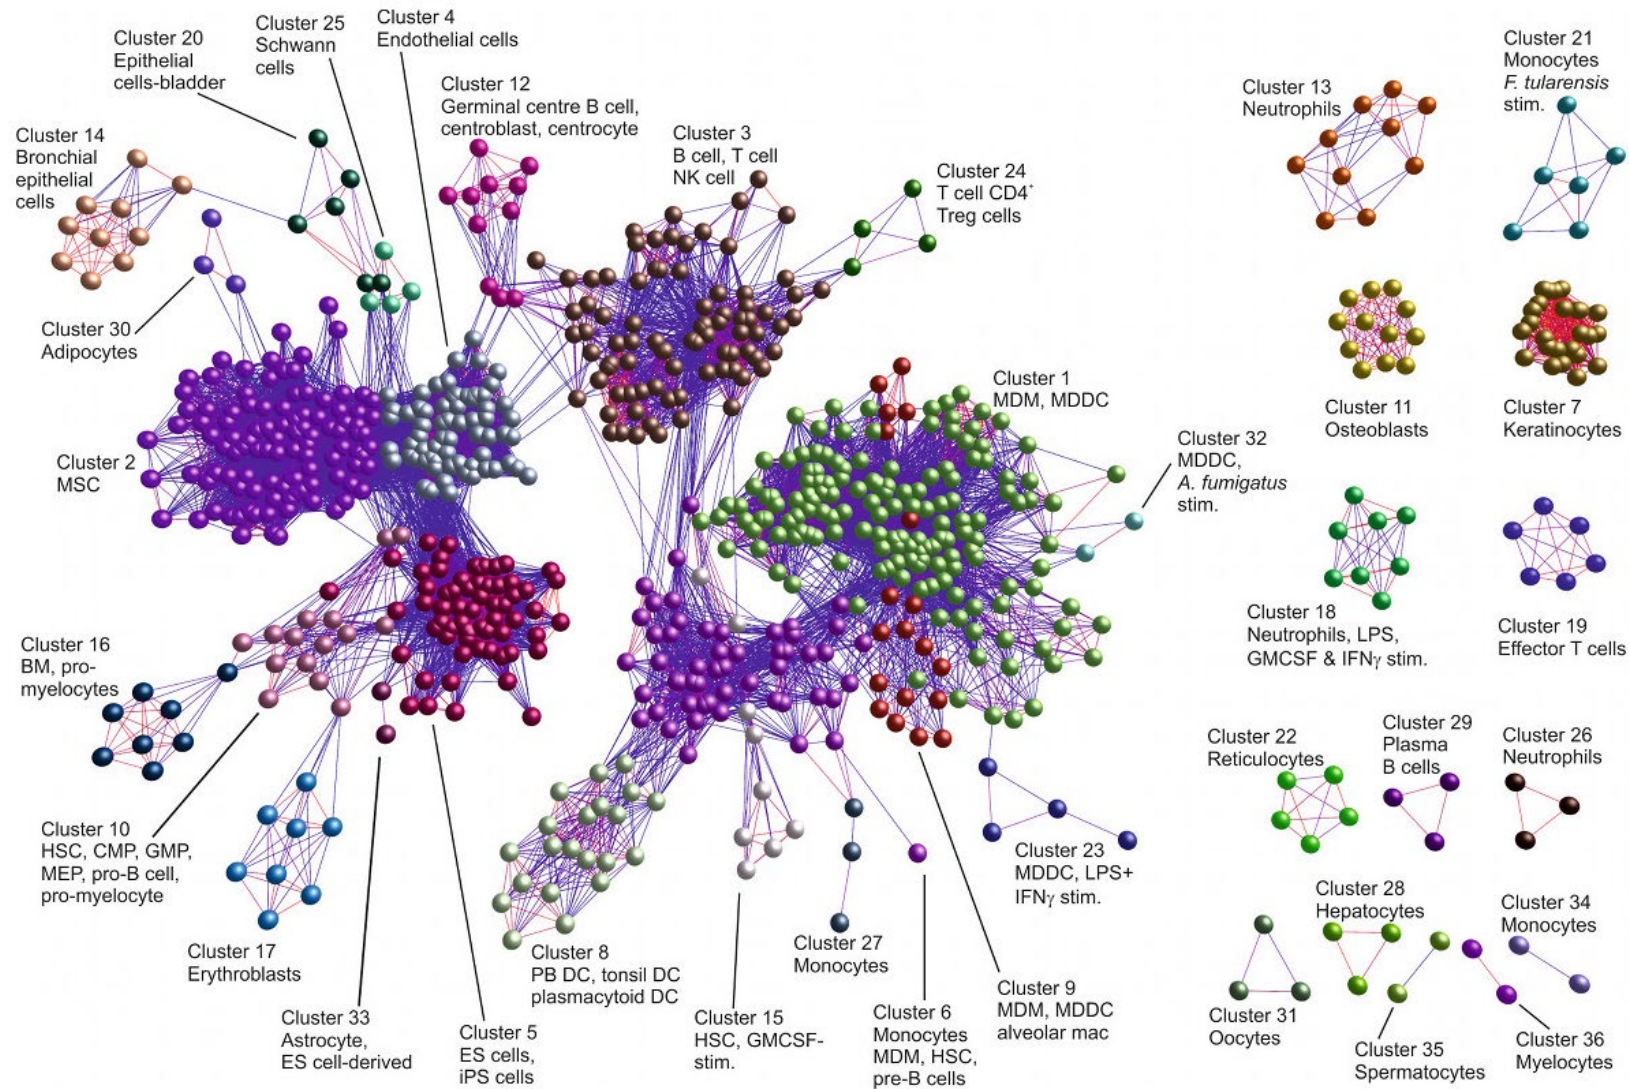 Cluster 20
Epithelial
cells-bladder
Cluster 25
Schwann
cells
Cluster 4
Endothelial cells
Cluster 12
Germinal centre B cell,
centroblast, centrocyte
Cluster 14
Bronchial
epithelial
cells
Cluster 3
B cell, T cell
NK cell
Cluster 24
T cell CD4⁺
Treg cells
Cluster 13
Neutrophils
Cluster 21
Monocytes
F. tularensis
stim.
Cluster 30
Adipocytes
Cluster 1
MDM, MDDC
Cluster 11
Osteoblasts
Cluster 7
Keratinocytes
Cluster 2
MSC
Cluster 32
MDDC,
A. fumigatus
stim.
Cluster 18
Neutrophils, LPS,
GMCSF & IFNγ stim.
Cluster 19
Effector T cells
Cluster 16
BM, pro-
myelocytes
Cluster 22
Reticulocytes
Cluster 29
Plasma
B cells
Cluster 26
Neutrophils
Cluster 10
HSC, CMP, GMP,
MEP, pro-B cell,
pro-myelocyte
Cluster 23
MDDC, LPS+
IFNγ stim.
Cluster 28
Hepatocytes
Cluster 34
Monocytes
Cluster 17
Erythroblasts
Cluster 8
PB DC, tonsil DC
plasmacytoid DC
Cluster 27
Monocytes
Cluster 33
Astrocyte,
ES cell-derived
Cluster 5
ES cells,
iPS cells
Cluster 15
HSC, GMCSF-
stim.
Cluster 6
Monocytes
MDM, HSC,
pre-B cells
Cluster 9
MDM, MDDC
alveolar mac
Cluster 31
Oocytes
Cluster 35
Spermatocytes
Cluster 36
Myelocytes